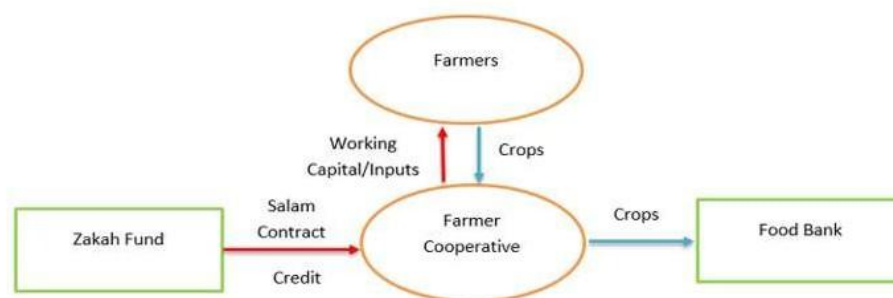 Farmers
Working
Capital/Inputs
Crops
Zakah Fund
Salam
Contract
Credit
Farmer
Cooperative
Crops
Food Bank